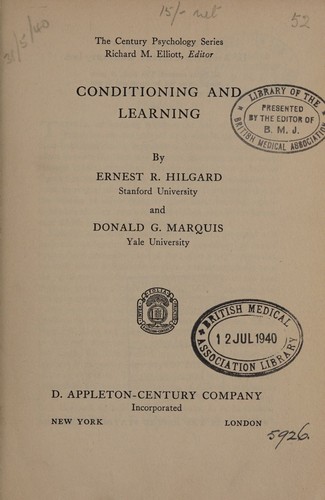 15/- net
52
31/5/40
The Century Psychology Series
Richard M. Elliott, Editor
CONDITIONING AND
LEARNING
LIBRARY OF THE
PRESENTED
BY THE EDITOR OF
B. M. J.
BRITISH MEDICAL ASSOCIATION
By
ERNEST R. HILGARD
Stanford University
and
DONALD G. MARQUIS
Yale University
BRITISH MEDICAL
12 JUL 1940
ASSOCIATION LIBRARY
D. APPLETON-CENTURY COMPANY
Incorporated
NEW YORK LONDON
5926.